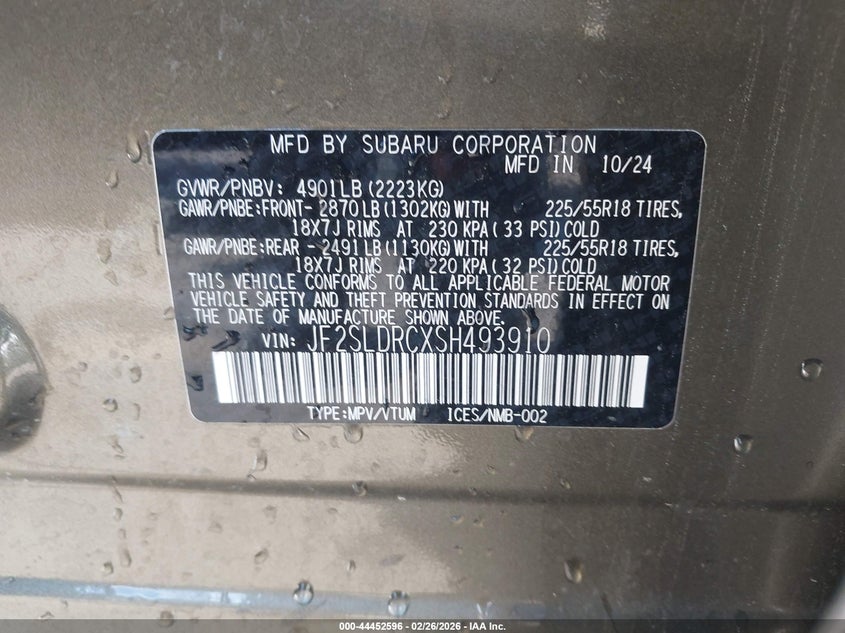 MFD BY SUBARU CORPORATION
MFD IN 10/24
GVWR/PNBV: 4901LB (2223KG)
GAWR/PNBE:FRONT- 2870LB (1302KG) WITH 225/55R18 TIRES,
18X7J RIMS AT 230 KPA ( 33 PSI) COLD
GAWR/PNBE:REAR - 2491LB (1130KG) WITH 225/55R18 TIRES,
18X7J RIMS AT 220 KPA ( 32 PSI) COLD
THIS VEHICLE CONFORMS TO ALL APPLICABLE FEDERAL MOTOR
VEHICLE SAFETY AND THEFT PREVENTION STANDARDS IN EFFECT ON
THE DATE OF MANUFACTURE SHOWN ABOVE.
VIN: JF2SLDRCXSH493910
TYPE:MPV/VTUM ICES/NMB-002
000-44452596 - 02/26/2026 - IAA Inc.